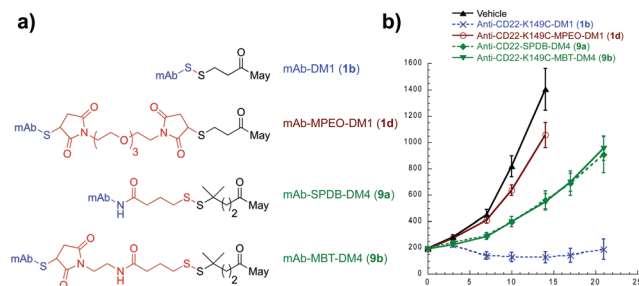 a)
mAb S S O May mAb-DM1 (1b)
mAb S O N O ( O ) 3 N O O S O May mAb-MPEO-DM1 (1d)
mAb N H O S S ( ) 2 O May mAb-SPDB-DM4 (9a)
mAb S O N O N H O S S ( ) 2 O May mAb-MBT-DM4 (9b)
b)
Vehicle
Anti-CD22-K149C-DM1 (1b)
Anti-CD22-K149C-MPEO-DM1 (1d)
Anti-CD22-SPDB-DM4 (9a)
Anti-CD22-K149C-MBT-DM4 (9b)
1600
1400
1200
1000
800
600
400
200
0
0 5 10 15 20 25